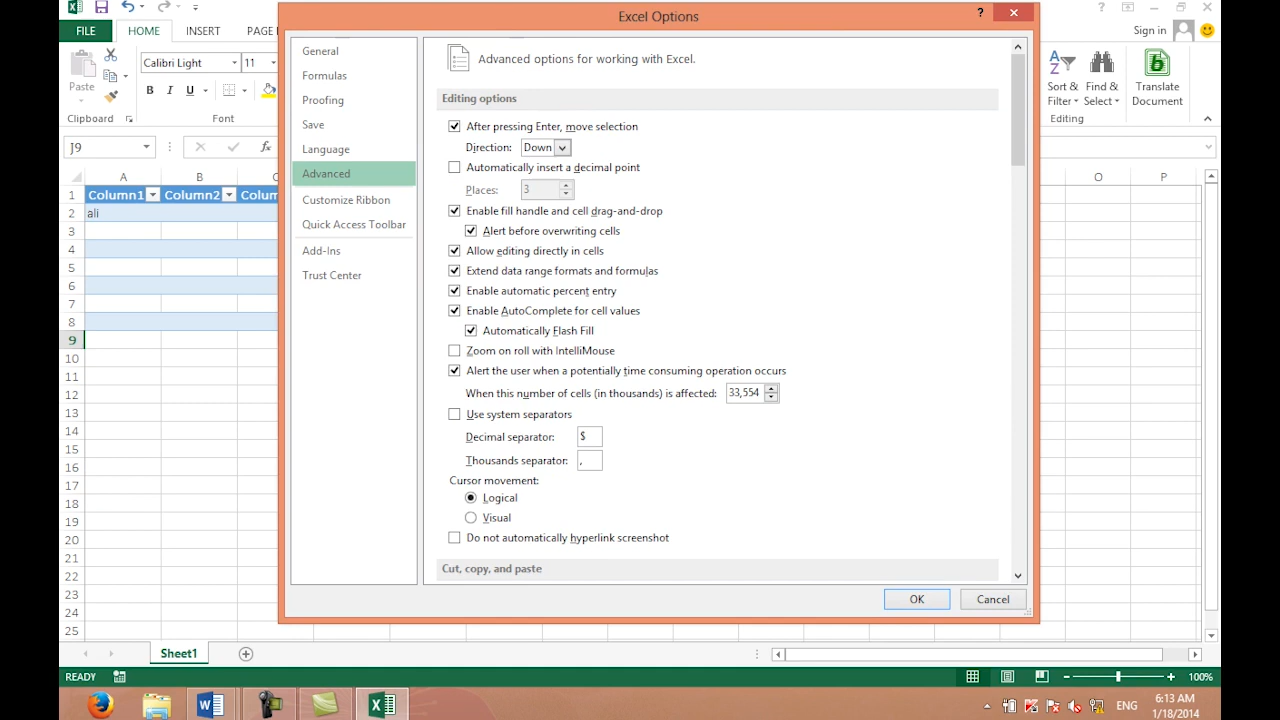 Excel Options
?
FILE HOME INSERT PAGE
Sign in
Calibri Light 11
Paste
B I U
Clipboard Font
Sort & Filter Find & Select Translate Document
Editing
J9 fx
General
Formulas
Proofing
Save
Language
Advanced
Customize Ribbon
Quick Access Toolbar
Add-Ins
Trust Center
Advanced options for working with Excel.
Editing options
After pressing Enter, move selection
Direction: Down
Automatically insert a decimal point
Places: 3
Enable fill handle and cell drag-and-drop
Alert before overwriting cells
Allow editing directly in cells
Extend data range formats and formulas
Enable automatic percent entry
Enable AutoComplete for cell values
Automatically Flash Fill
Zoom on roll with IntelliMouse
Alert the user when a potentially time consuming operation occurs
When this number of cells (in thousands) is affected: 33,554
Use system separators
Decimal separator: $
Thousands separator: ,
Cursor movement:
Logical
Visual
Do not automatically hyperlink screenshot
Cut, copy, and paste
OK Cancel
A B C O P
1 Column1 Column2 Colum
2 ali
3
4
5
6
7
8
9
10
11
12
13
14
15
16
17
18
19
20
21
22
23
24
25
Sheet1
READY 100%
ENG 6:13 AM
1/18/2014